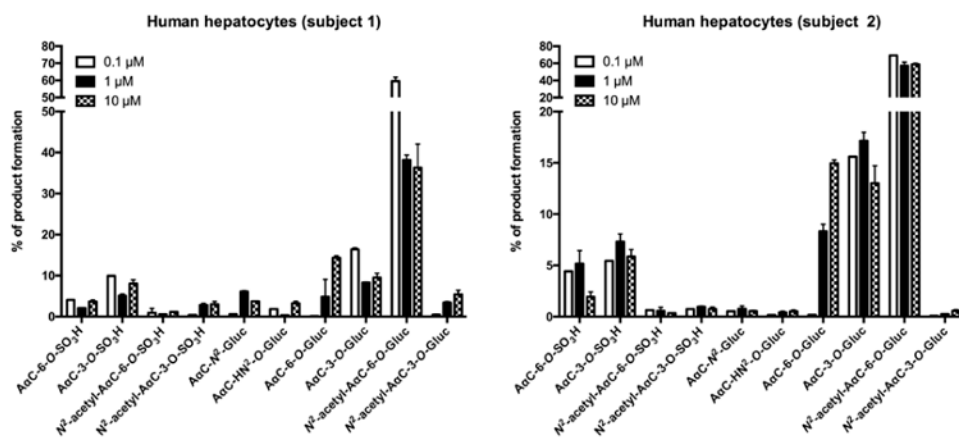 Human hepatocytes (subject 1)
% of product formation
80
70
60
50
50
40
30
20
10
0
0.1 µM
1 µM
10 µM
AαC-6-O-SO₃H
AαC-3-O-SO₃H
N²-acetyl-AαC-6-O-SO₃H
N²-acetyl-AαC-3-O-SO₃H
AαC-N²-Gluc
AαC-HN²-O-Gluc
AαC-6-O-Gluc
AαC-3-O-Gluc
N²-acetyl-AαC-6-O-Gluc
N²-acetyl-AαC-3-O-Gluc
Human hepatocytes (subject 2)
% of product formation
80
60
40
20
20
15
10
5
0
0.1 µM
1 µM
10 µM
AαC-6-O-SO₃H
AαC-3-O-SO₃H
N²-acetyl-AαC-6-O-SO₃H
N²-acetyl-AαC-3-O-SO₃H
AαC-N²-Gluc
AαC-HN²-O-Gluc
AαC-6-O-Gluc
AαC-3-O-Gluc
N²-acetyl-AαC-6-O-Gluc
N²-acetyl-AαC-3-O-Gluc